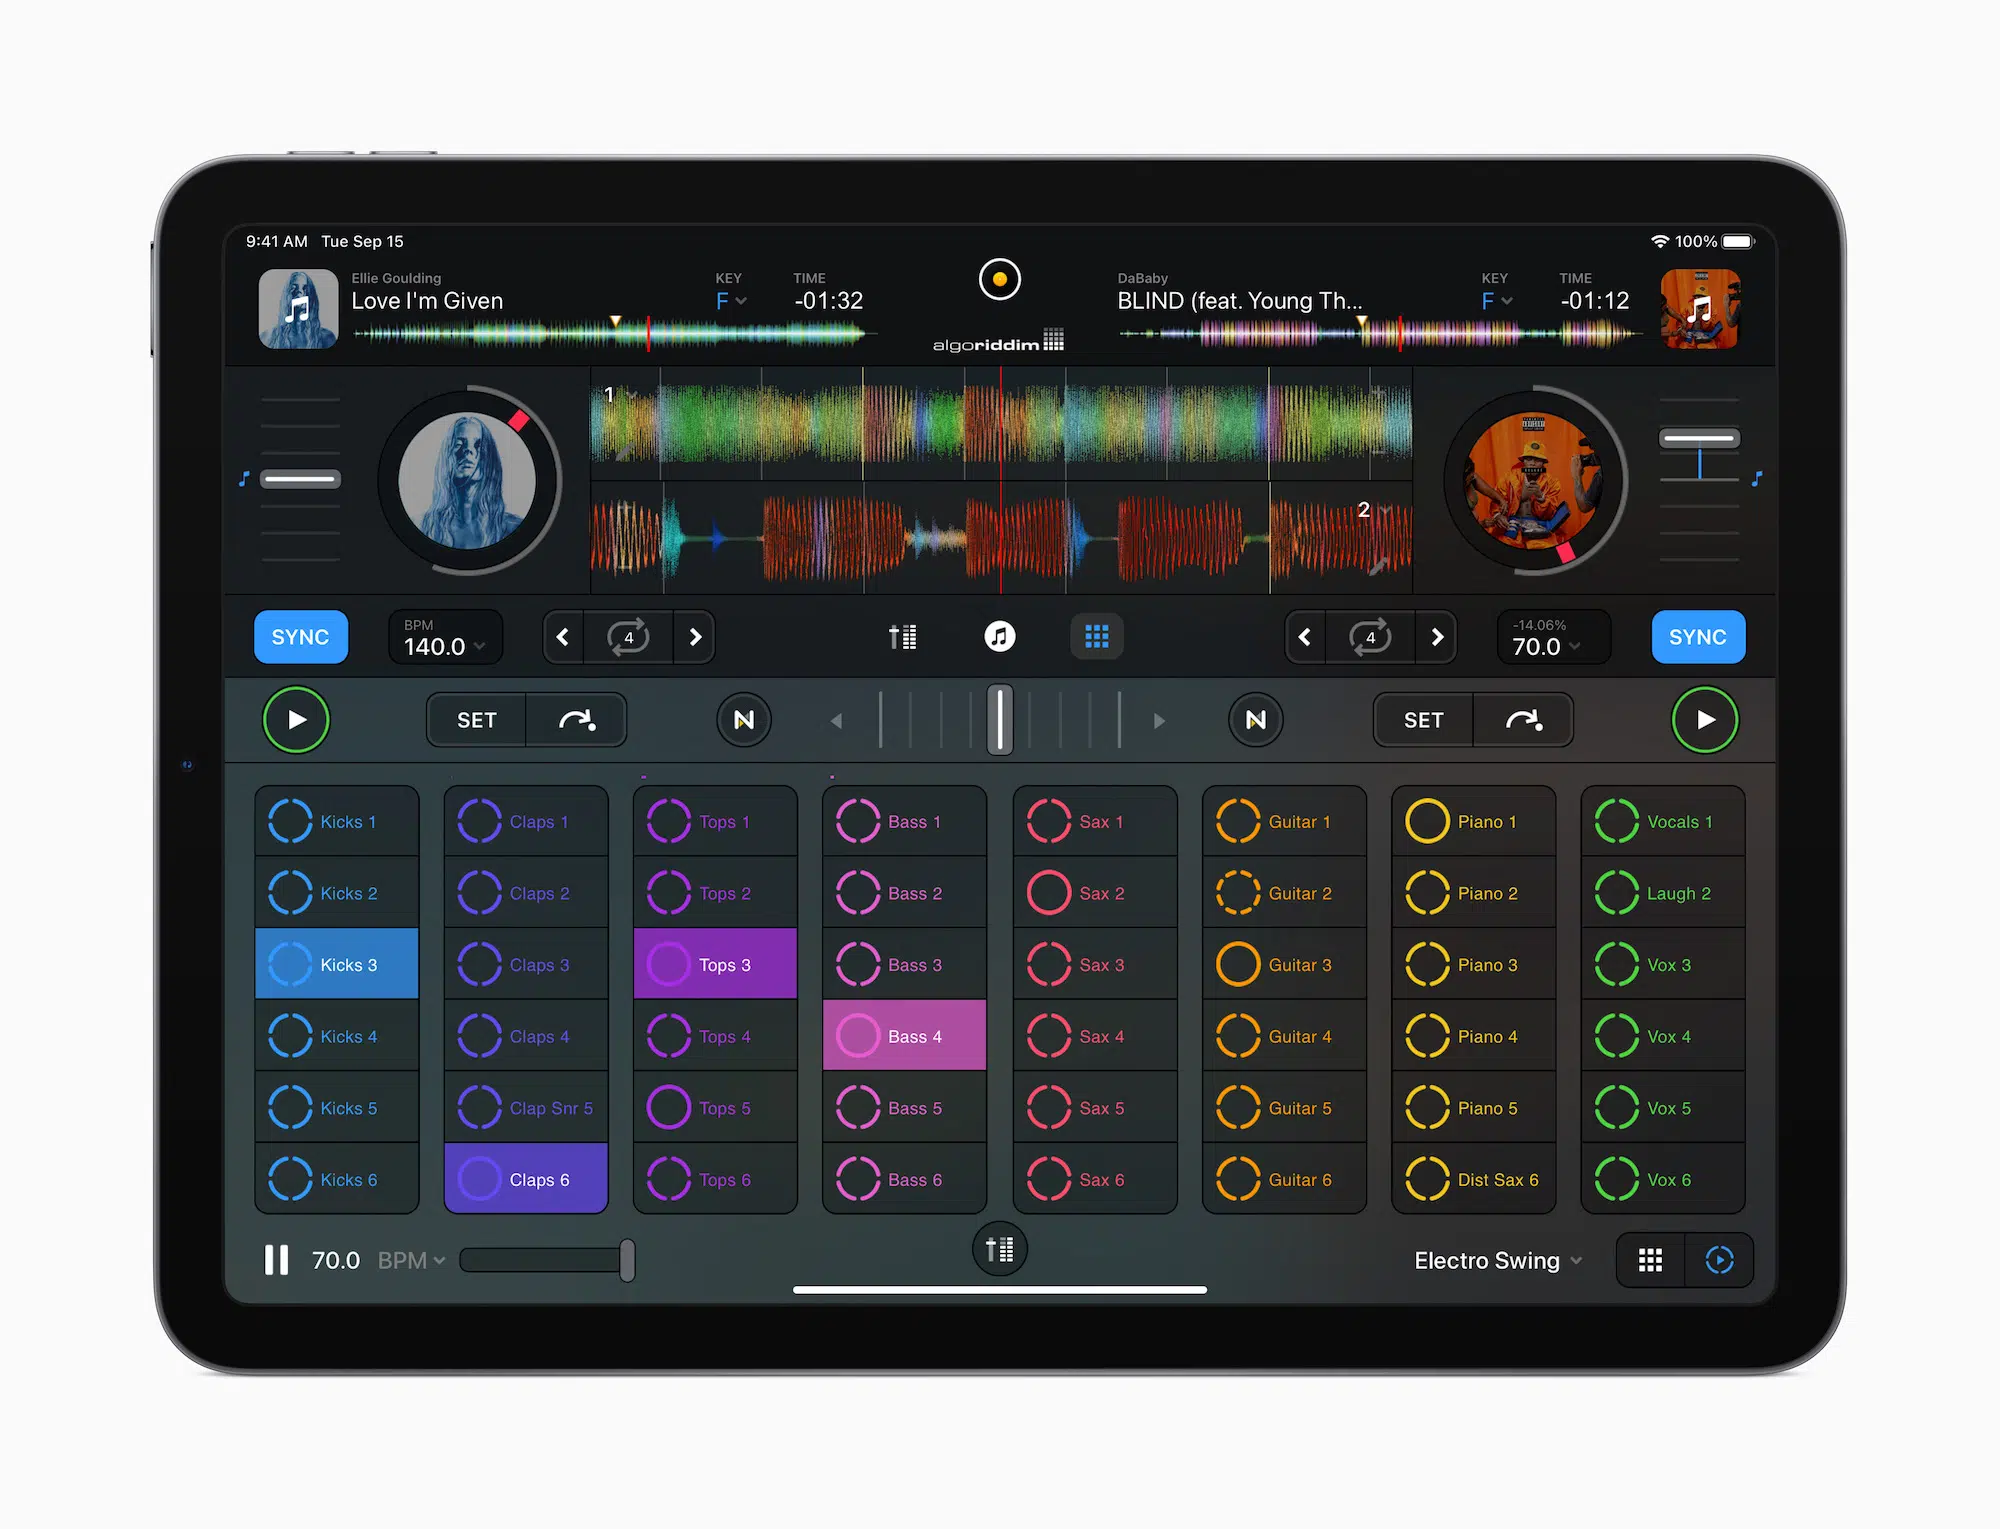 9:41 AM Tue Sep 15
100%
Ellie Goulding
Love I'm Given
KEY
F
TIME
-01:32
algoriddim
DaBaby
BLIND (feat. Young Th...
KEY
F
TIME
-01:12
1
2
SYNC
BPM
140.0
4
4
-14.06%
70.0
SYNC
SET
N
N
SET
Kicks 1 Claps 1 Tops 1 Bass 1 Sax 1 Guitar 1 Piano 1 Vocals 1
Kicks 2 Claps 2 Tops 2 Bass 2 Sax 2 Guitar 2 Piano 2 Laugh 2
Kicks 3 Claps 3 Tops 3 Bass 3 Sax 3 Guitar 3 Piano 3 Vox 3
Kicks 4 Claps 4 Tops 4 Bass 4 Sax 4 Guitar 4 Piano 4 Vox 4
Kicks 5 Clap Snr 5 Tops 5 Bass 5 Sax 5 Guitar 5 Piano 5 Vox 5
Kicks 6 Claps 6 Tops 6 Bass 6 Sax 6 Guitar 6 Dist Sax 6 Vox 6
70.0 BPM
Electro Swing